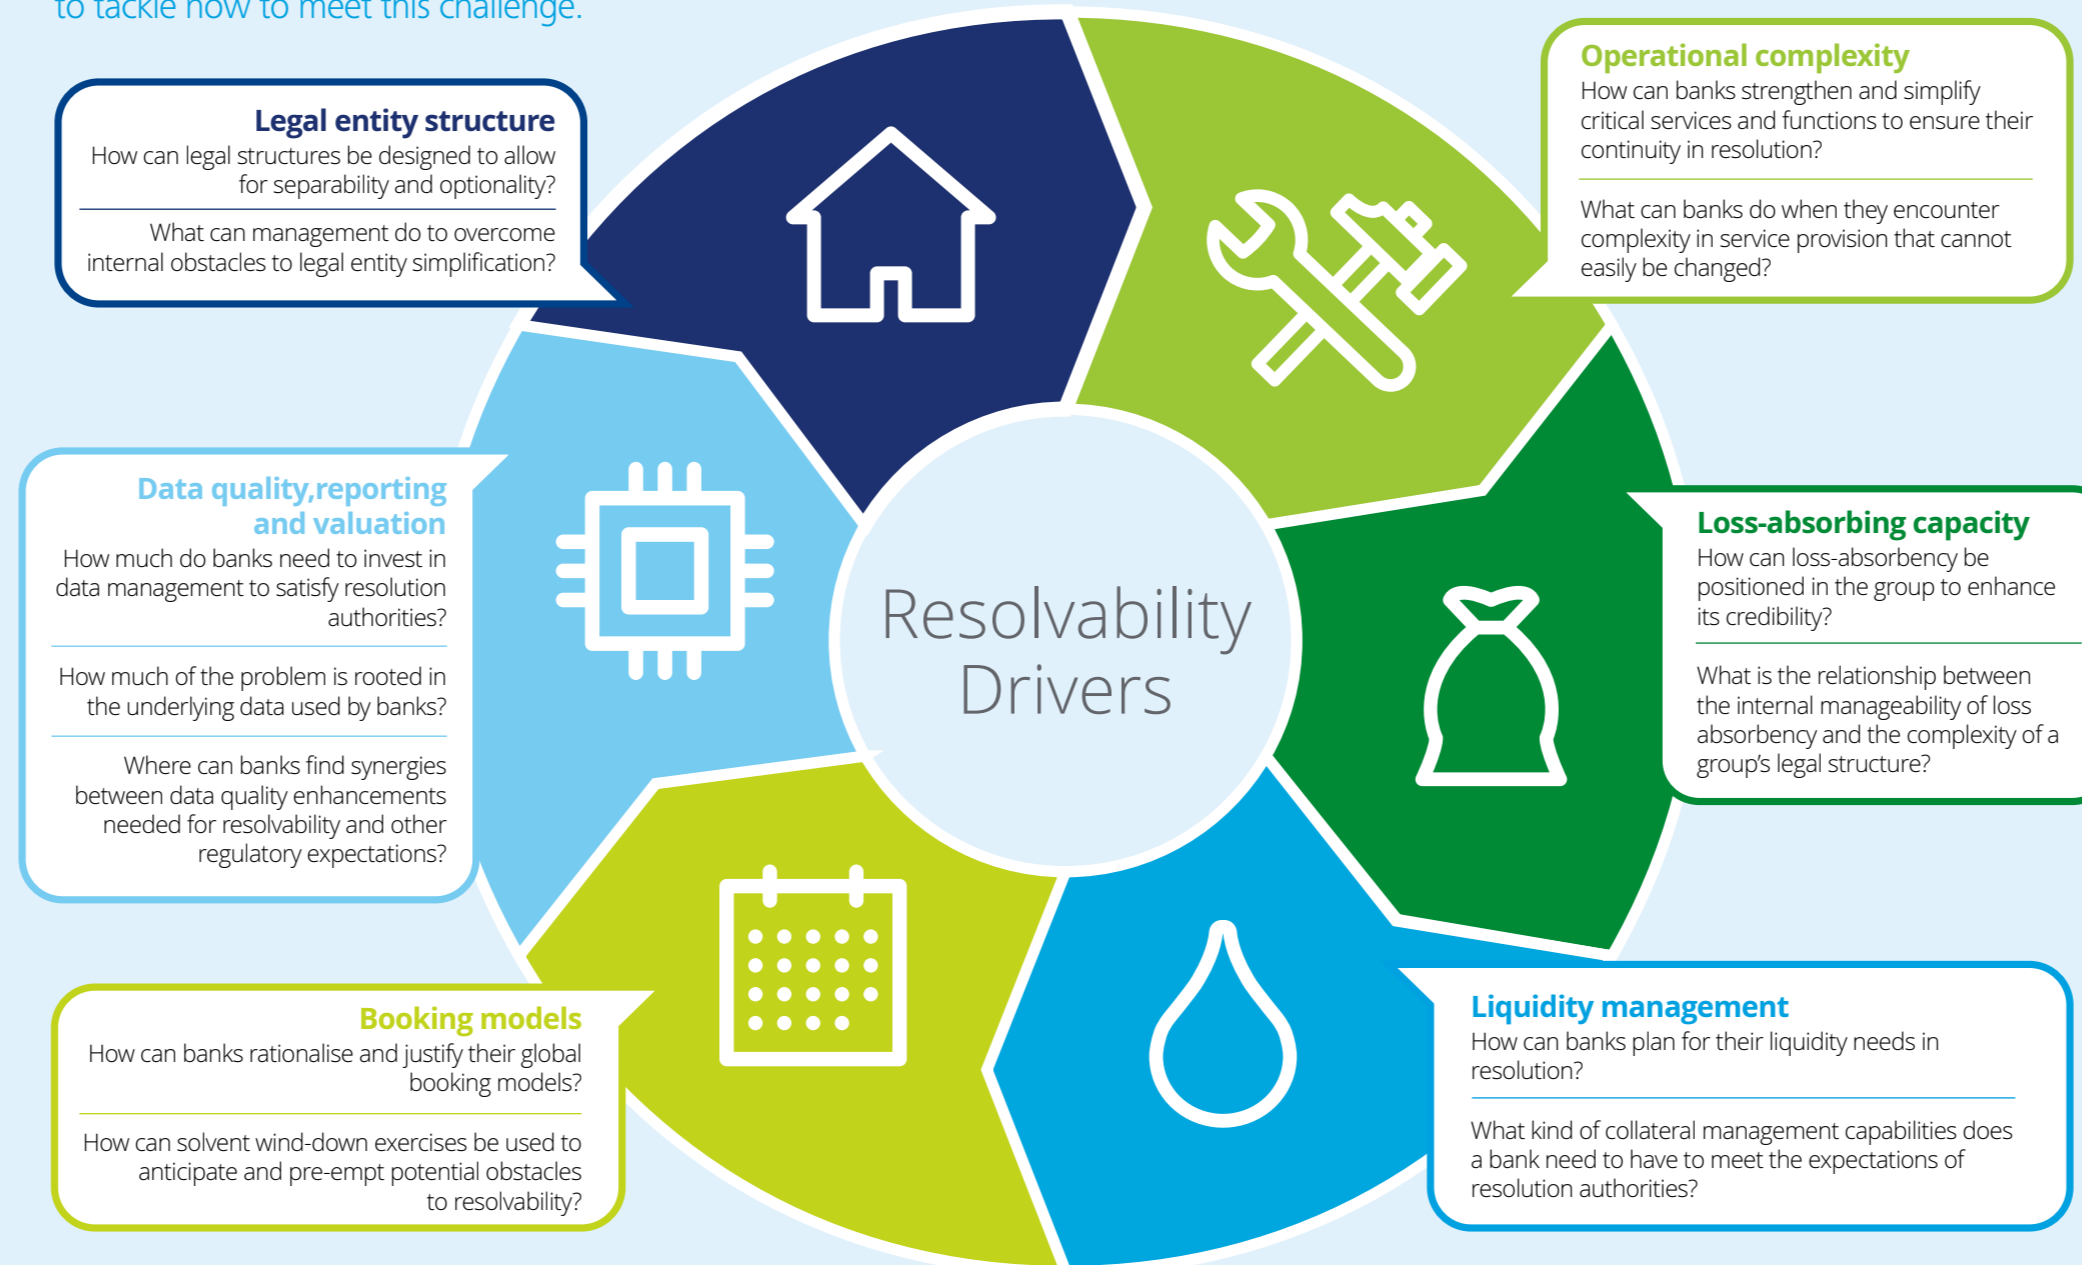 to tackle now to meet this challenge.
Legal entity structure
How can legal structures be designed to allow
for separability and optionality?
What can management do to overcome
internal obstacles to legal entity simplification?
Operational complexity
How can banks strengthen and simplify
critical services and functions to ensure their
continuity in resolution?
What can banks do when they encounter
complexity in service provision that cannot
easily be changed?
Data quality,reporting
and valuation
How much do banks need to invest in
data management to satisfy resolution
authorities?
How much of the problem is rooted in
the underlying data used by banks?
Where can banks find synergies
between data quality enhancements
needed for resolvability and other
regulatory expectations?
Resolvability
Drivers
Loss-absorbing capacity
How can loss-absorbency be
positioned in the group to enhance
its credibility?
What is the relationship between
the internal manageability of loss
absorbency and the complexity of a
group's legal structure?
Booking models
How can banks rationalise and justify their global
booking models?
How can solvent wind-down exercises be used to
anticipate and pre-empt potential obstacles
to resolvability?
Liquidity management
How can banks plan for their liquidity needs in
resolution?
What kind of collateral management capabilities does
a bank need to have to meet the expectations of
resolution authorities?